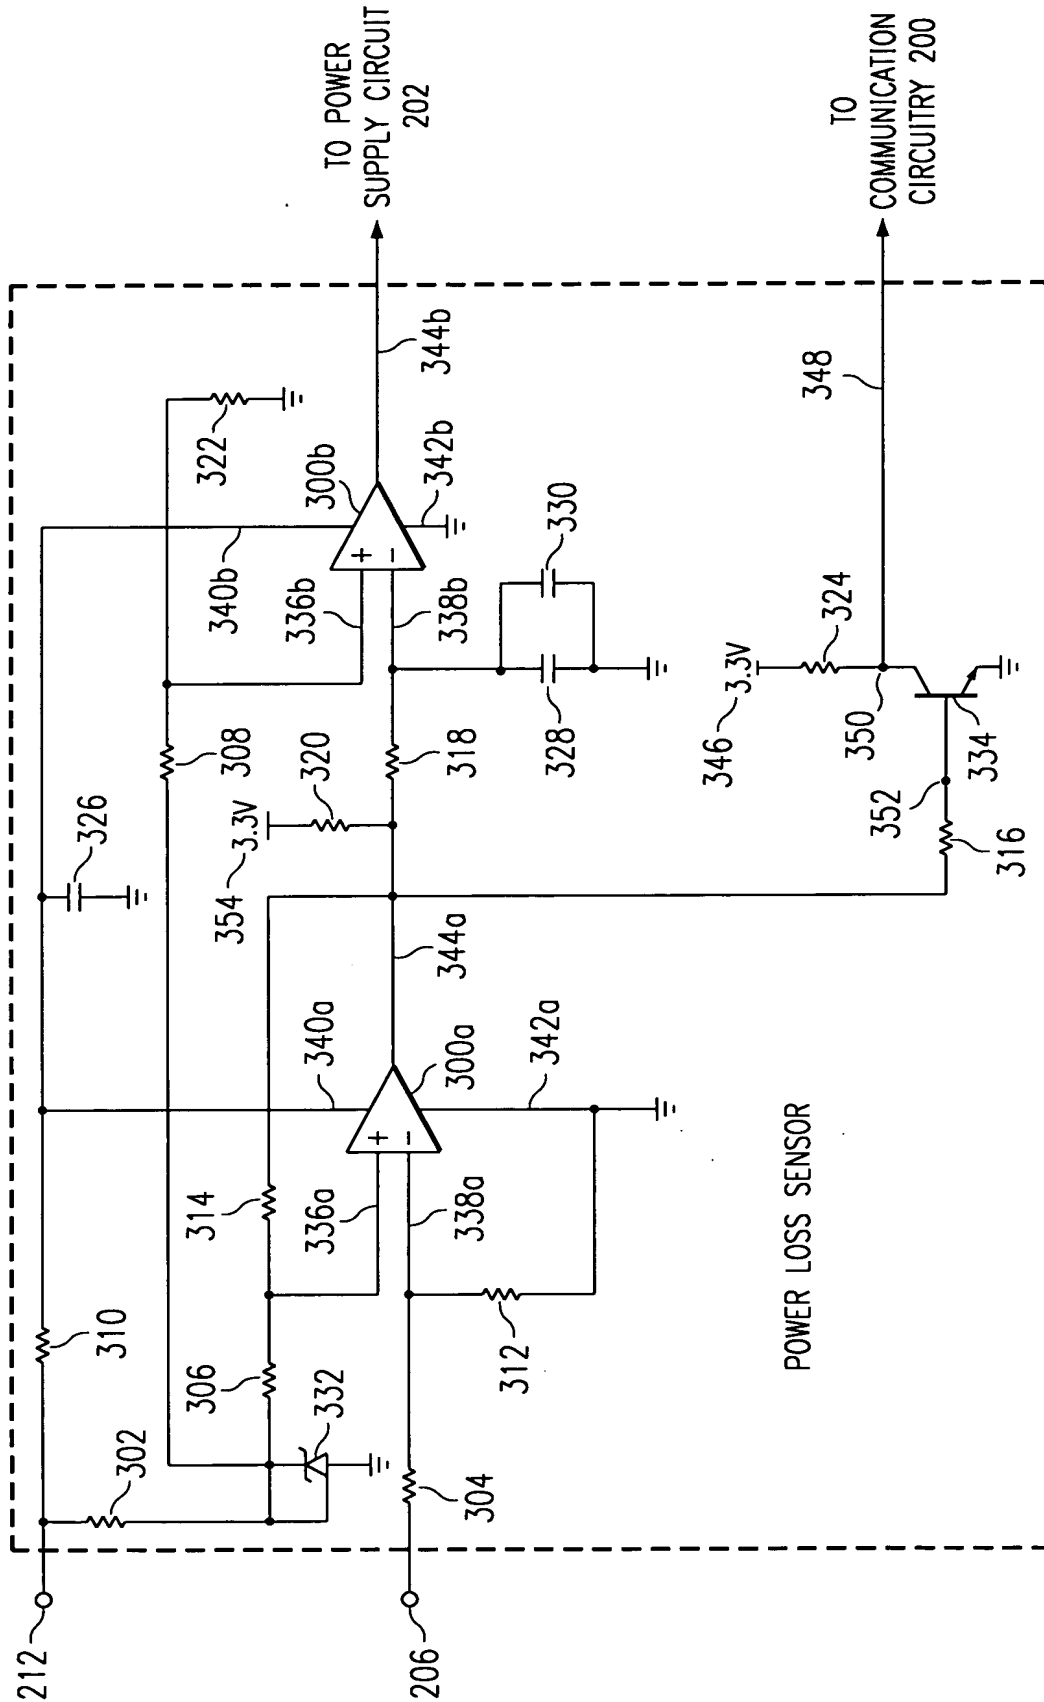 212
206
302
310
332
306
304
314
312
336a
338a
340a
300a
342a
344a
326
354
3.3V
320
308
318
336b
338b
340b
300b
342b
322
344b
328
330
346
3.3V
324
350
352
316
334
348
+
−
+
−
TO POWER
SUPPLY CIRCUIT
202
TO
COMMUNICATION
CIRCUITRY 200
POWER LOSS SENSOR